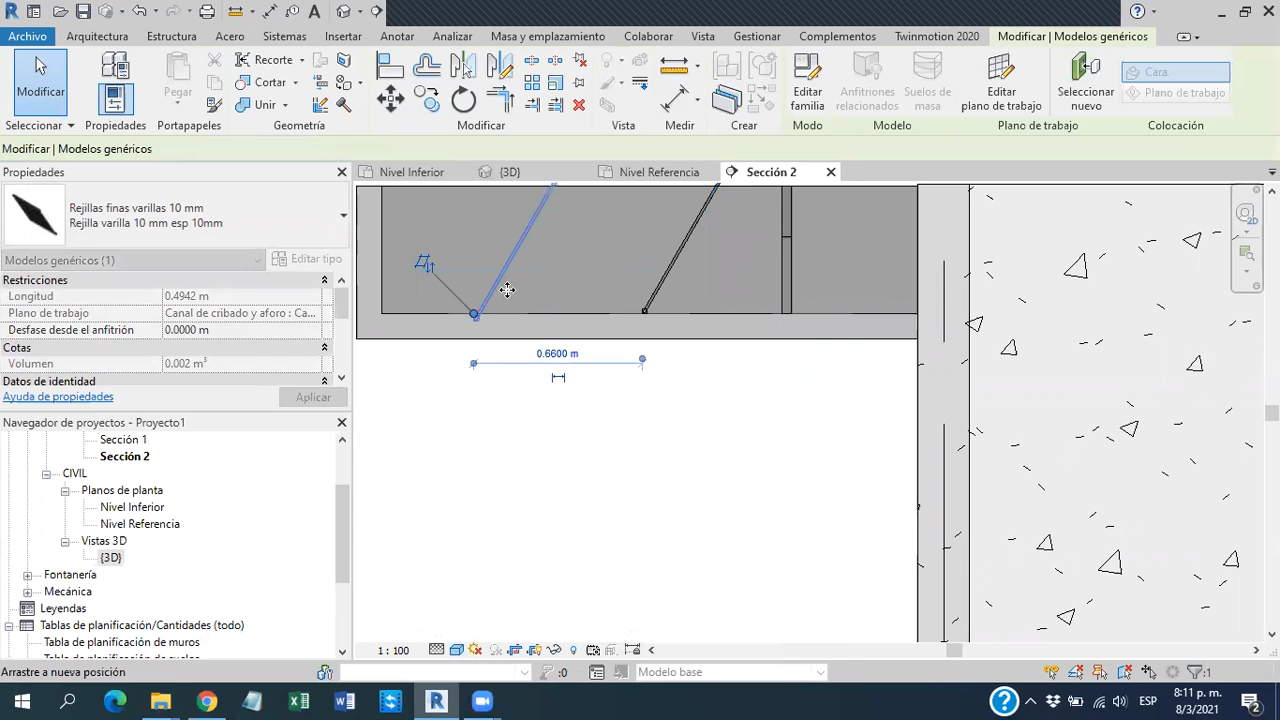 Archivo Arquitectura Estructura Acero Sistemas Insertar Anotar Analizar Masa y emplazamiento Colaborar Vista Gestionar Complementos Twinmotion 2020 Modificar | Modelos genéricos
Modificar
Pegar
Recorte
Cortar
Unir
Editar familia
Anfitriones relacionados
Suelos de masa
Editar plano de trabajo
Seleccionar nuevo
Cara
Plano de trabajo
Seleccionar Propiedades Portapapeles Geometría Modificar Vista Medir Crear Modo Modelo Plano de trabajo Colocación
Modificar | Modelos genéricos
Propiedades
Nivel Inferior {3D} Nivel Referencia Sección 2
Rejillas finas varillas 10 mm
Rejilla varilla 10 mm esp 10mm
Modelos genéricos (1) Editar tipo
Restricciones
Longitud 0.4942 m
Plano de trabajo Canal de cribado y aforo : Ca
Desfase desde el anfitrión 0.0000 m
Cotas
Volumen 0.002 m³
Datos de identidad
Ayuda de propiedades Aplicar
0.6600 m
2D
Navegador de proyectos - Proyecto1
Sección 1
Sección 2
CIVIL
Planos de planta
Nivel Inferior
Nivel Referencia
Vistas 3D
{3D}
Fontanería
Mecánica
Leyendas
Tablas de planificación/Cantidades (todo)
Tabla de planificación de muros
1 : 100
Arrastre a nueva posición :0 Modelo base :1
ESP
8:11 p. m.
8/3/2021
2